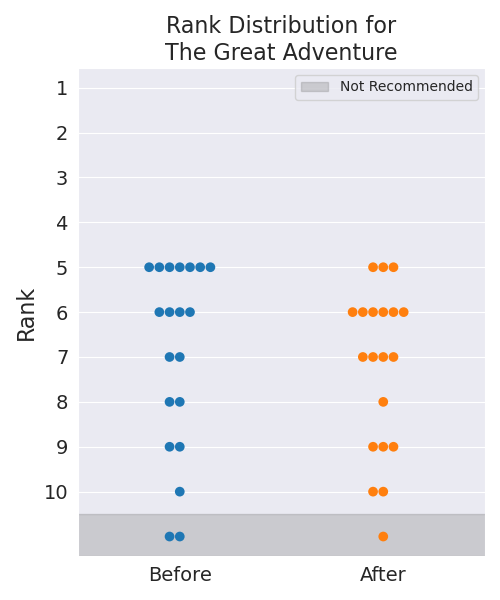 Rank Distribution for
The Great Adventure
Not Recommended
1
2
3
4
5
6
7
8
9
10
Rank
Before
After